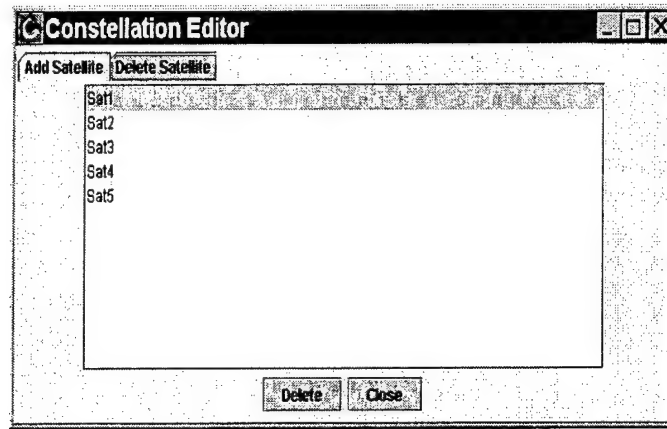 Constellation Editor
Add Satellite Delete Satellite
Sat1
Sat2
Sat3
Sat4
Sat5
Delete Close